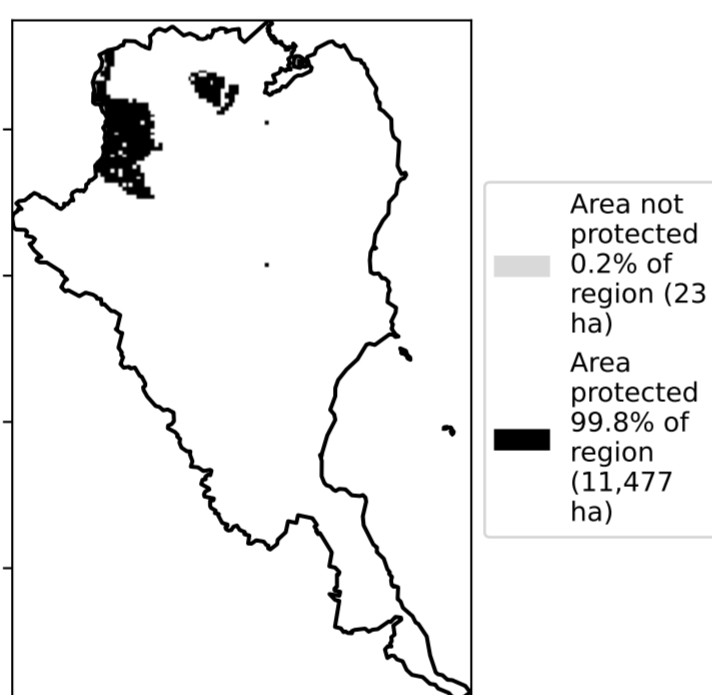 Area not
protected
0.2% of
region (23
ha)
Area
protected
99.8% of
region
(11,477
ha)